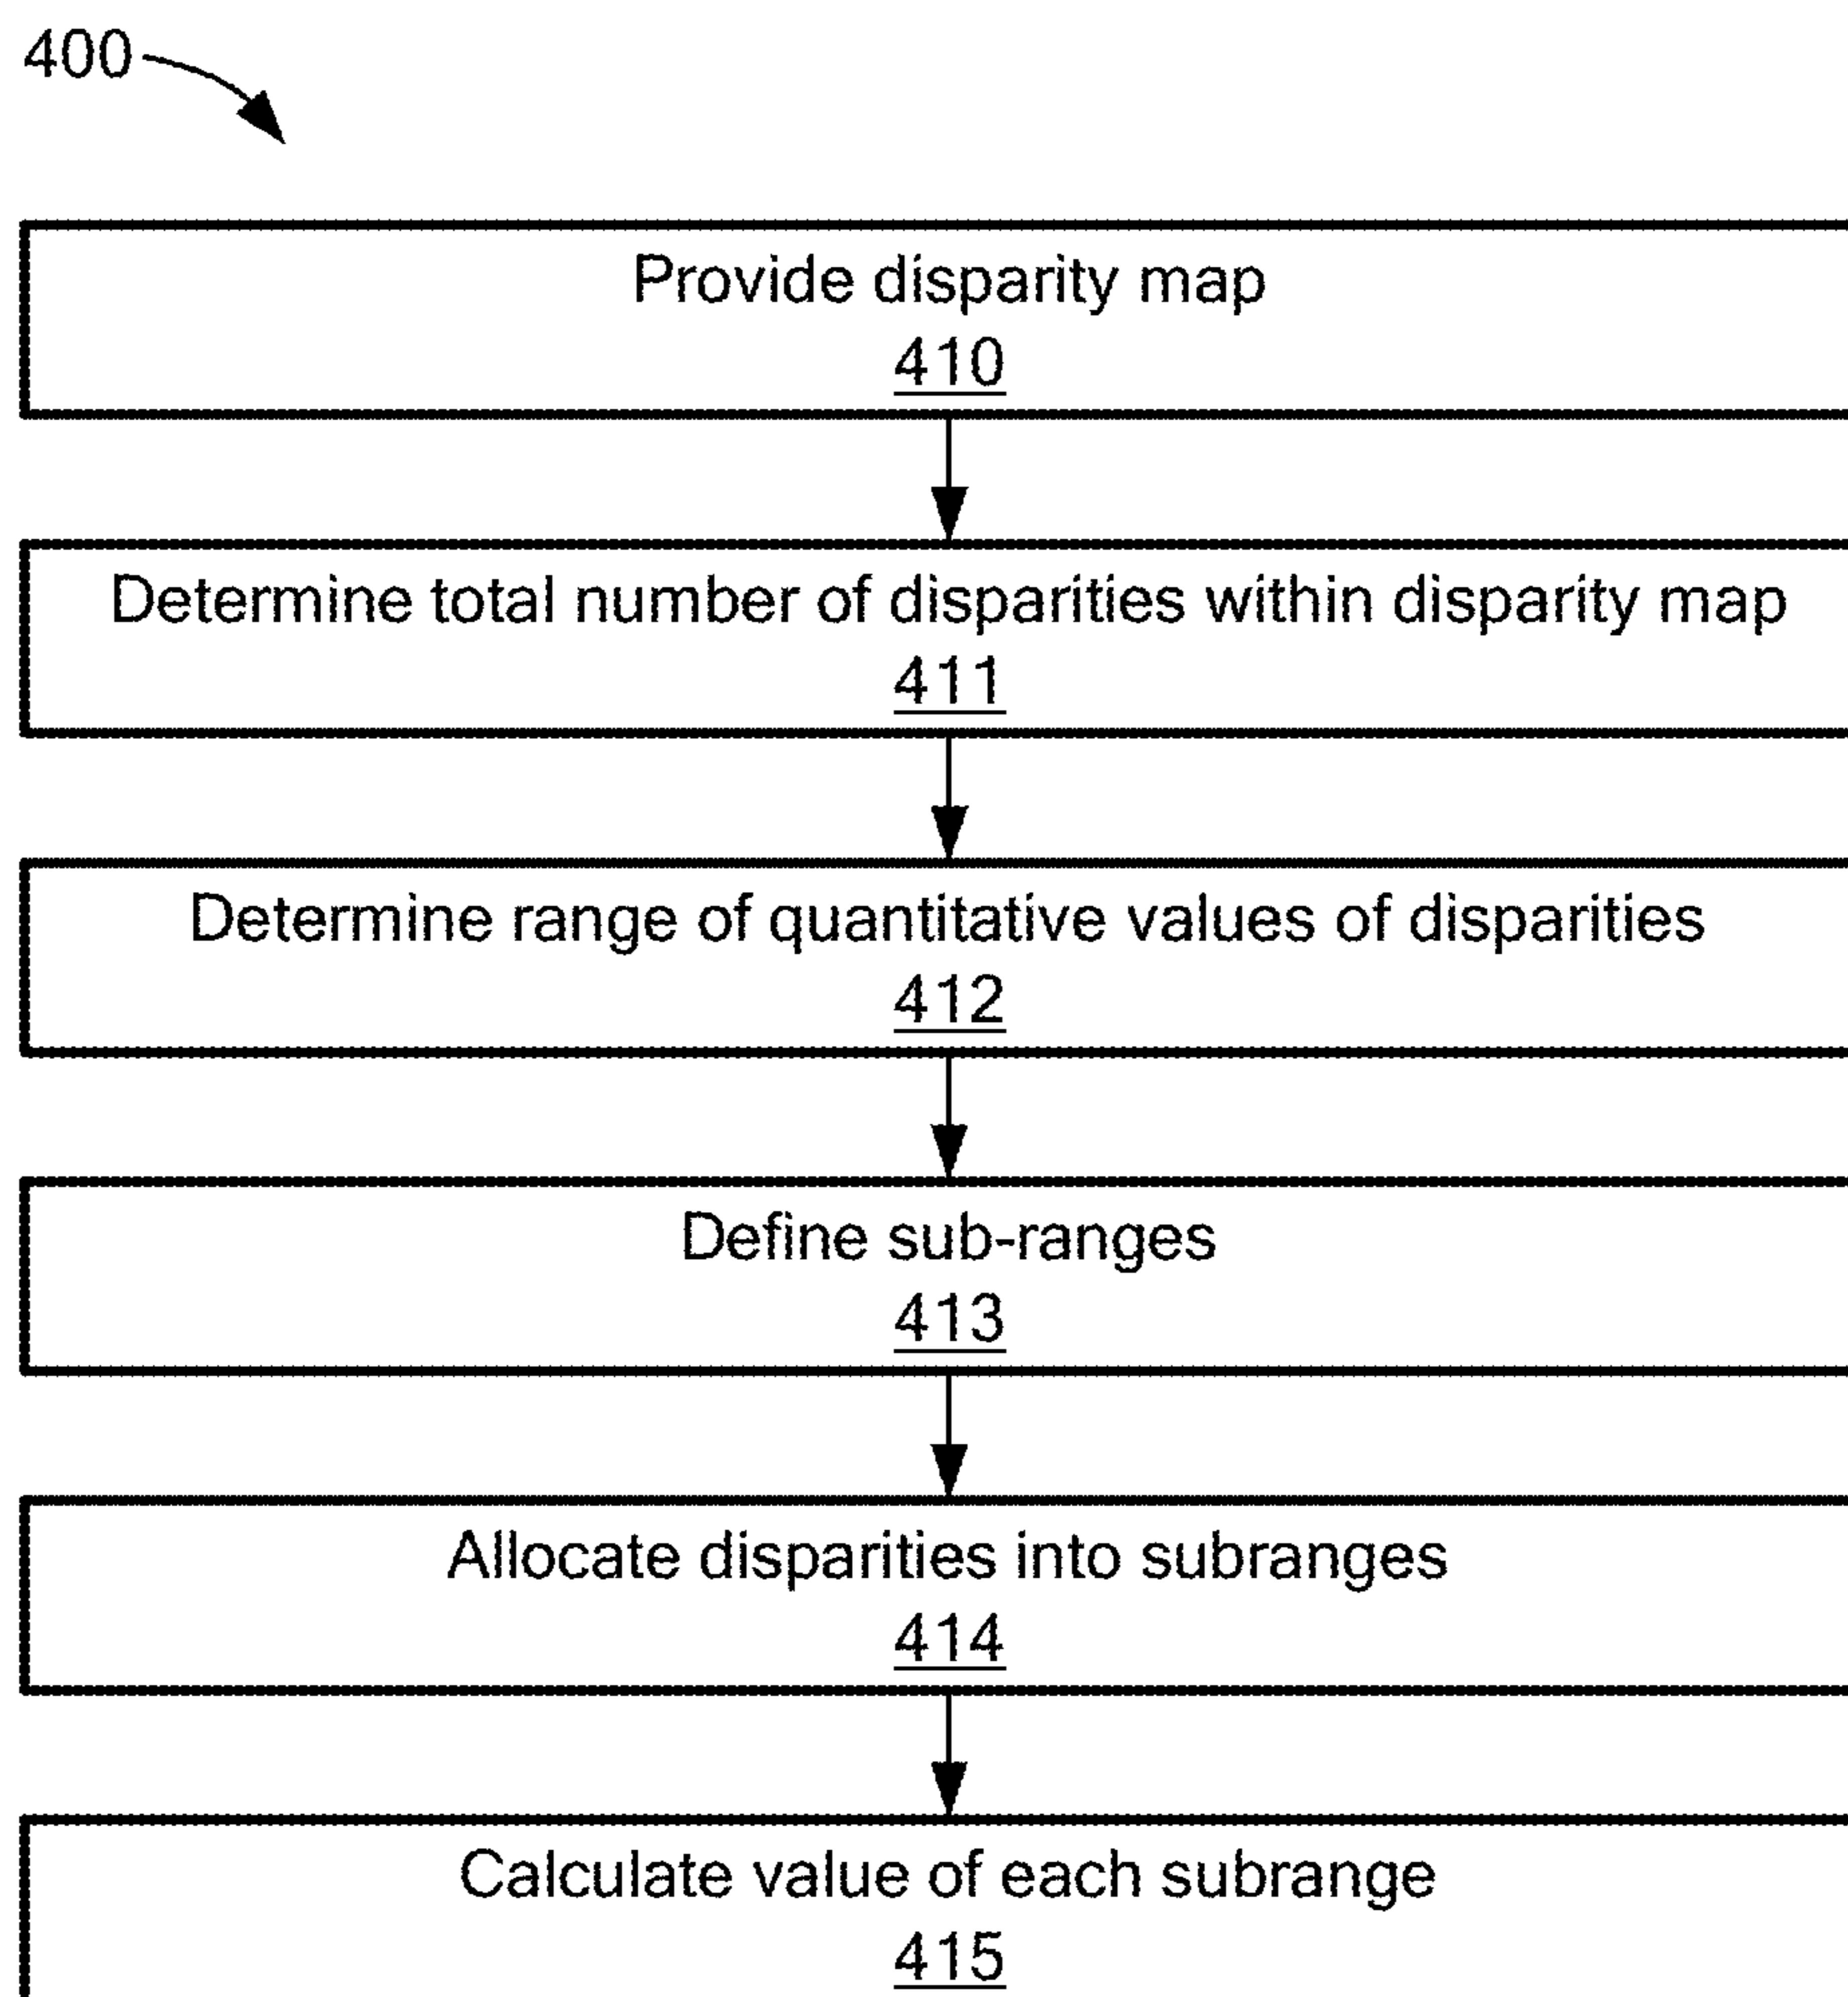 400
Provide disparity map
410
Determine total number of disparities within disparity map
411
Determine range of quantitative values of disparities
412
Define sub-ranges
413
Allocate disparities into subranges
414
Calculate value of each subrange
415